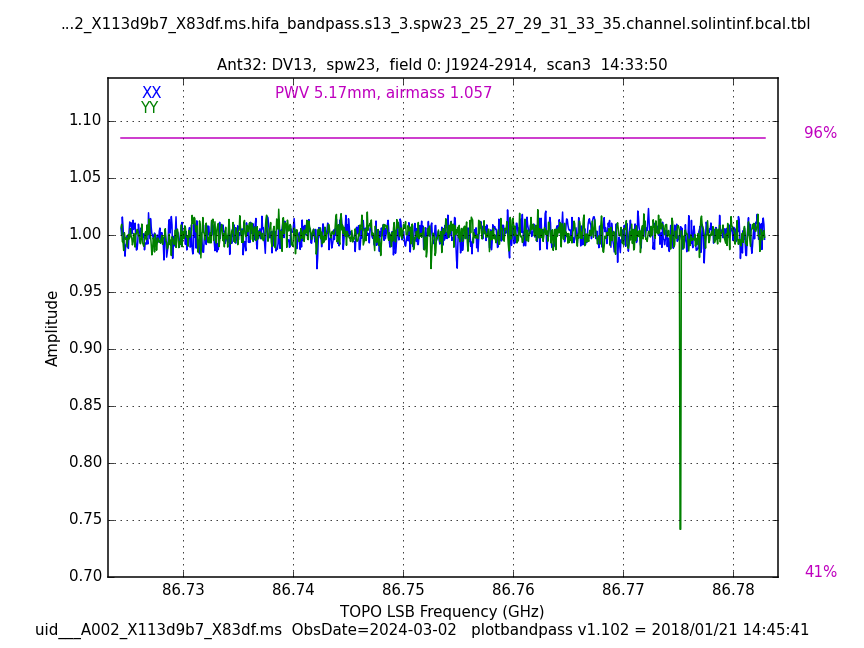 ...2_X113d9b7_X83df.ms.hifa_bandpass.s13_3.spw23_25_27_29_31_33_35.channel.solintinf.bcal.tbl
Ant32: DV13,  spw23,  field 0: J1924-2914,  scan3  14:33:50
XX
PWV 5.17mm, airmass 1.057
YY
1.10
96%
1.05
1.00
0.95
Amplitude
0.90
0.85
0.80
0.75
0.70
41%
86.73 86.74 86.75 86.76 86.77 86.78
TOPO LSB Frequency (GHz)
uid___A002_X113d9b7_X83df.ms  ObsDate=2024-03-02   plotbandpass v1.102 = 2018/01/21 14:45:41